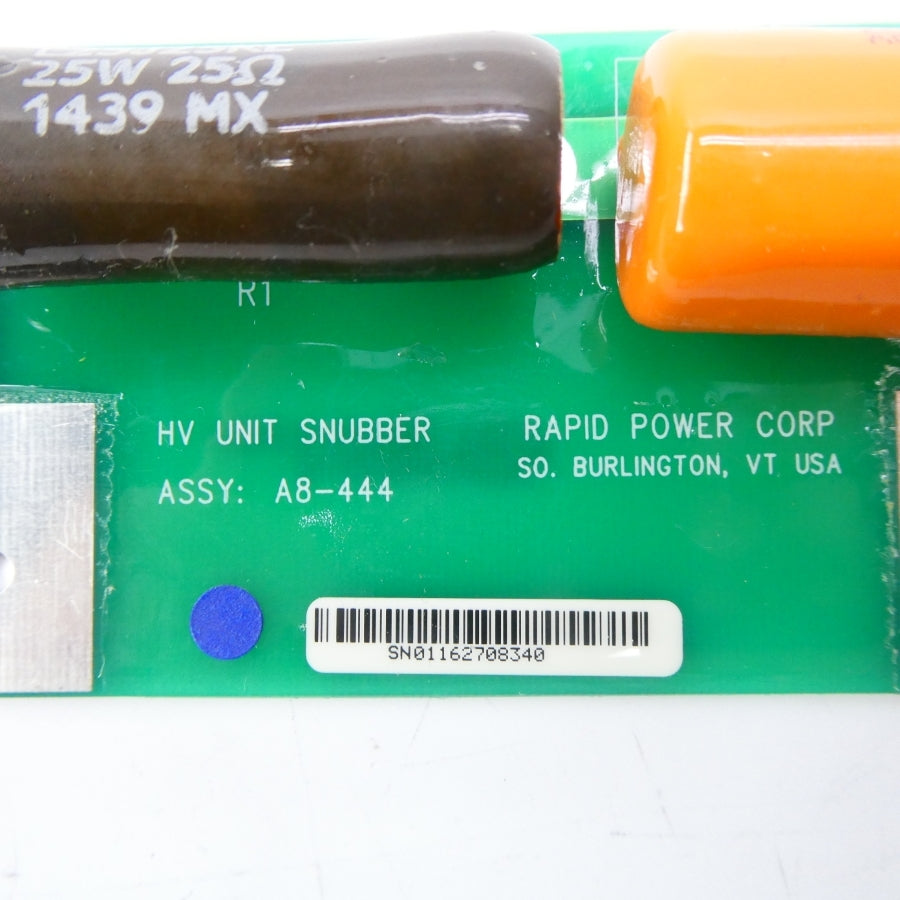 25W 25Ω
1439 MX
R1
HV UNIT SNUBBER
ASSY: A8-444
RAPID POWER CORP
SO. BURLINGTON, VT USA
SN01162708340